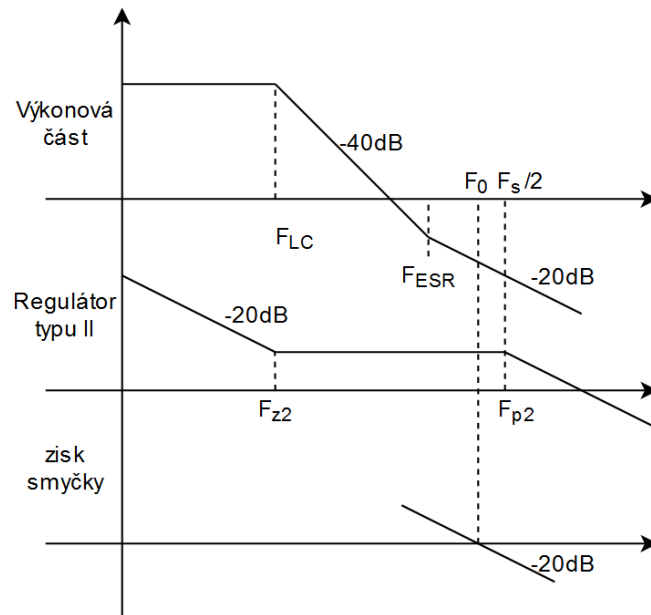 Výkonová
část
-40dB
F0 Fs/2
FLC
FESR
-20dB
Regulátor
typu II
-20dB
Fz2
Fp2
zisk
smyčky
-20dB